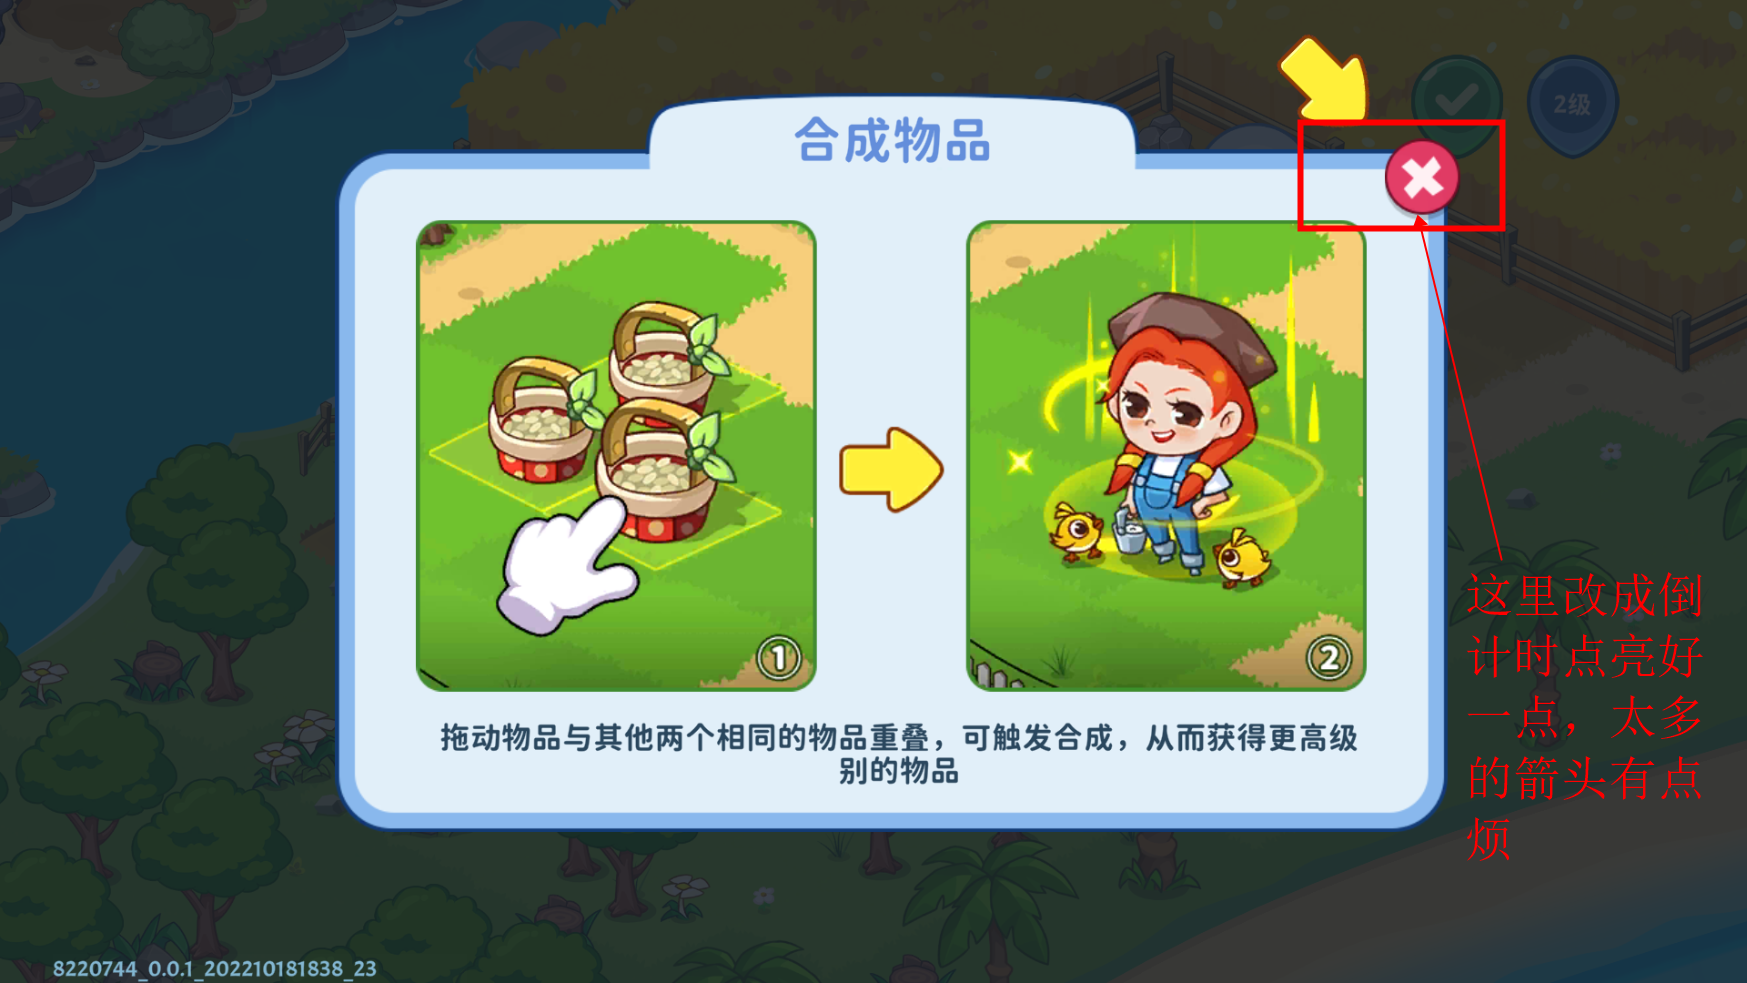 2级
合成物品
①
②
拖动物品与其他两个相同的物品重叠，可触发合成，从而获得更高级
别的物品
这里改成倒
计时点亮好
一点，太多
的箭头有点
烦
8220744_0.0.1_202210181838_23